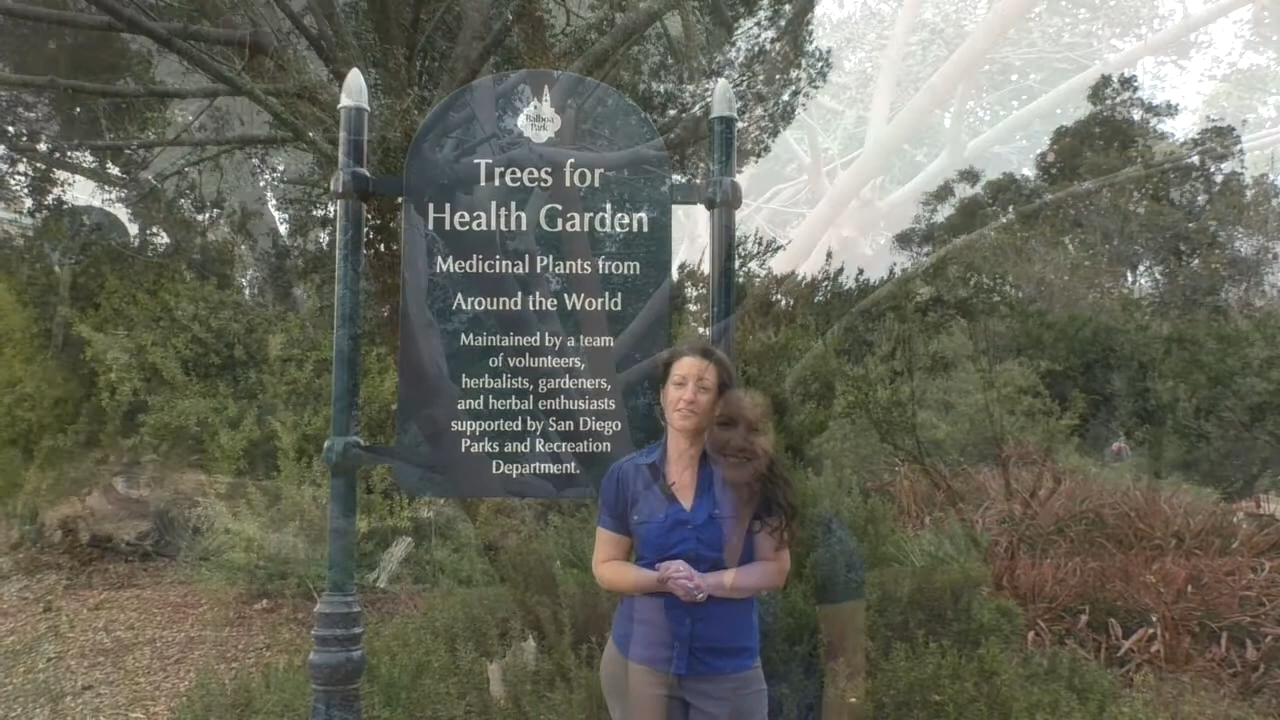 Balboa
Park
Trees for
Health Garden
Medicinal Plants from
Around the World
Maintained by a team
of volunteers,
herbalists, gardeners,
and herbal enthusiasts
supported by San Diego
Parks and Recreation
Department.